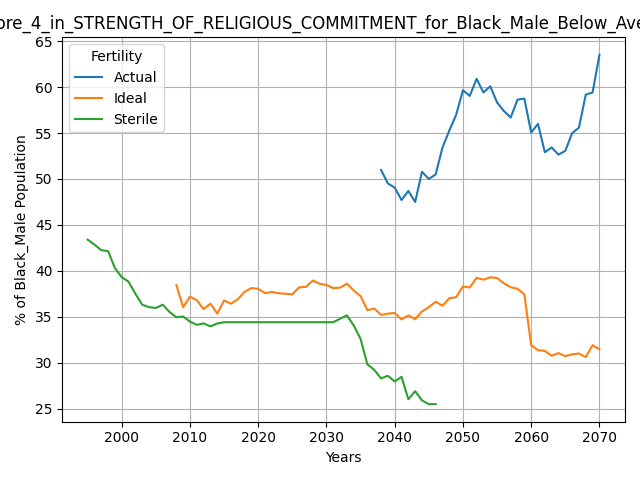 ore_4_in_STRENGTH_OF_RELIGIOUS_COMMITMENT_for_Black_Male_Below_Ave
Fertility
Actual
Ideal
Sterile
% of Black_Male Population
65
60
55
50
45
40
35
30
25
2000 2010 2020 2030 2040 2050 2060 2070
Years